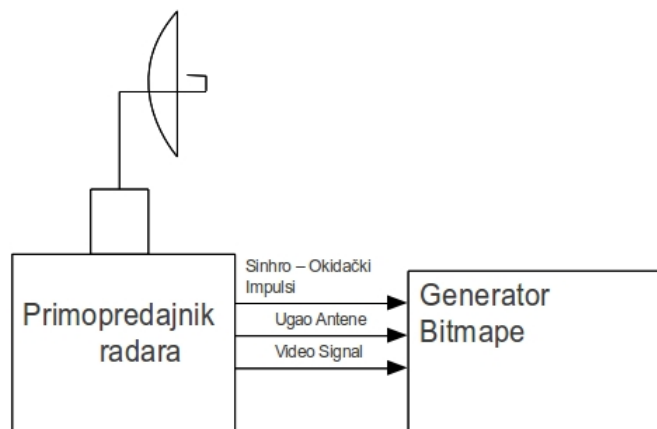 Primopredajnik
radara
Sinhro – Okidački
Impulsi
Ugao Antene
Video Signal
Generator
Bitmape